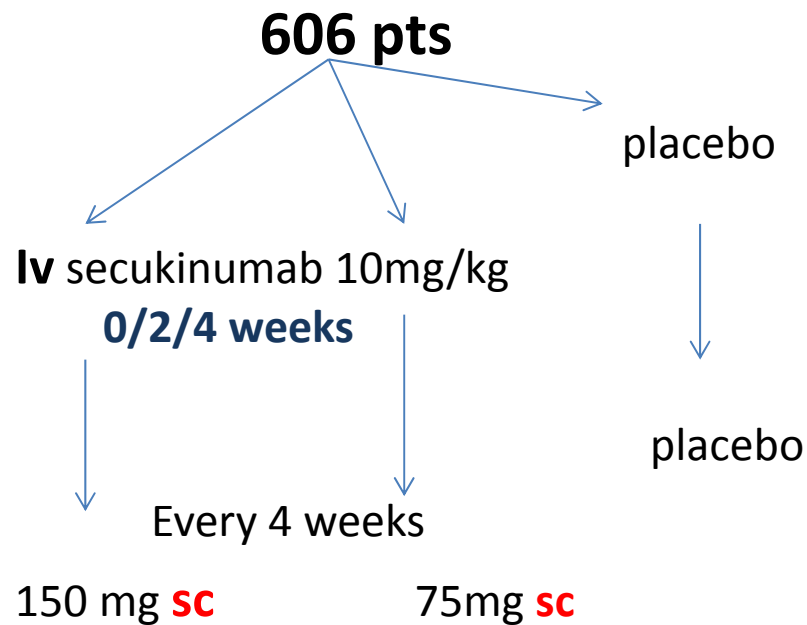 606 pts
placebo
Iv secukinumab 10mg/kg
0/2/4 weeks
placebo
Every 4 weeks
150 mg sc 75mg sc